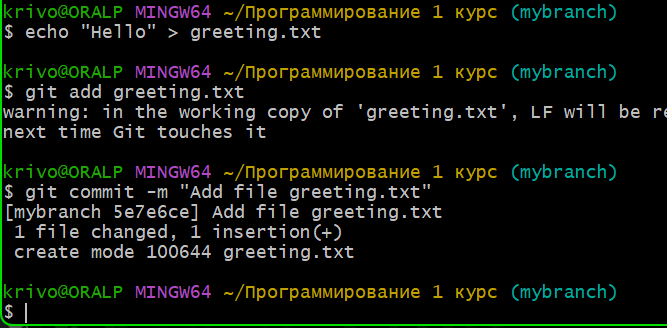 krivo@ORALP MINGW64 ~/Программирование 1 курс (mybranch)
$ echo "Hello" > greeting.txt
krivo@ORALP MINGW64 ~/Программирование 1 курс (mybranch)
$ git add greeting.txt
warning: in the working copy of 'greeting.txt', LF will be re
next time Git touches it
krivo@ORALP MINGW64 ~/Программирование 1 курс (mybranch)
$ git commit -m "Add file greeting.txt"
[mybranch 5e7e6ce] Add file greeting.txt
 1 file changed, 1 insertion(+)
 create mode 100644 greeting.txt
krivo@ORALP MINGW64 ~/Программирование 1 курс (mybranch)
$